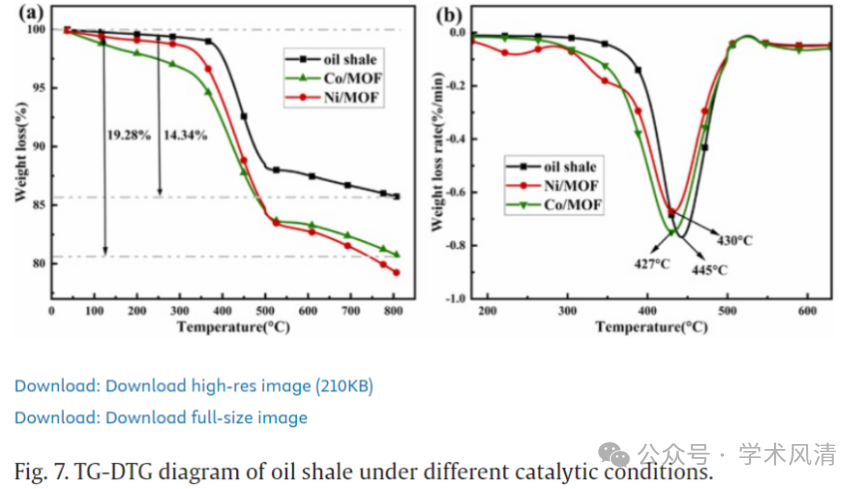 (a)
100
95
90
85
80
Weight loss(%)
oil shale
Co/MOF
Ni/MOF
19.28%
14.34%
0 100 200 300 400 500 600 700 800
Temperature(°C)
(b)
0.0
-0.2
-0.4
-0.6
-0.8
-1.0
Weight loss rate(%/min)
oil shale
Ni/MOF
Co/MOF
430°C
427°C
445°C
200 300 400 500 600
Temperature(°C)
Download: Download high-res image (210KB)
Download: Download full-size image
公众号 · 学术风清
Fig. 7. TG-DTG diagram of oil shale under different catalytic conditions.